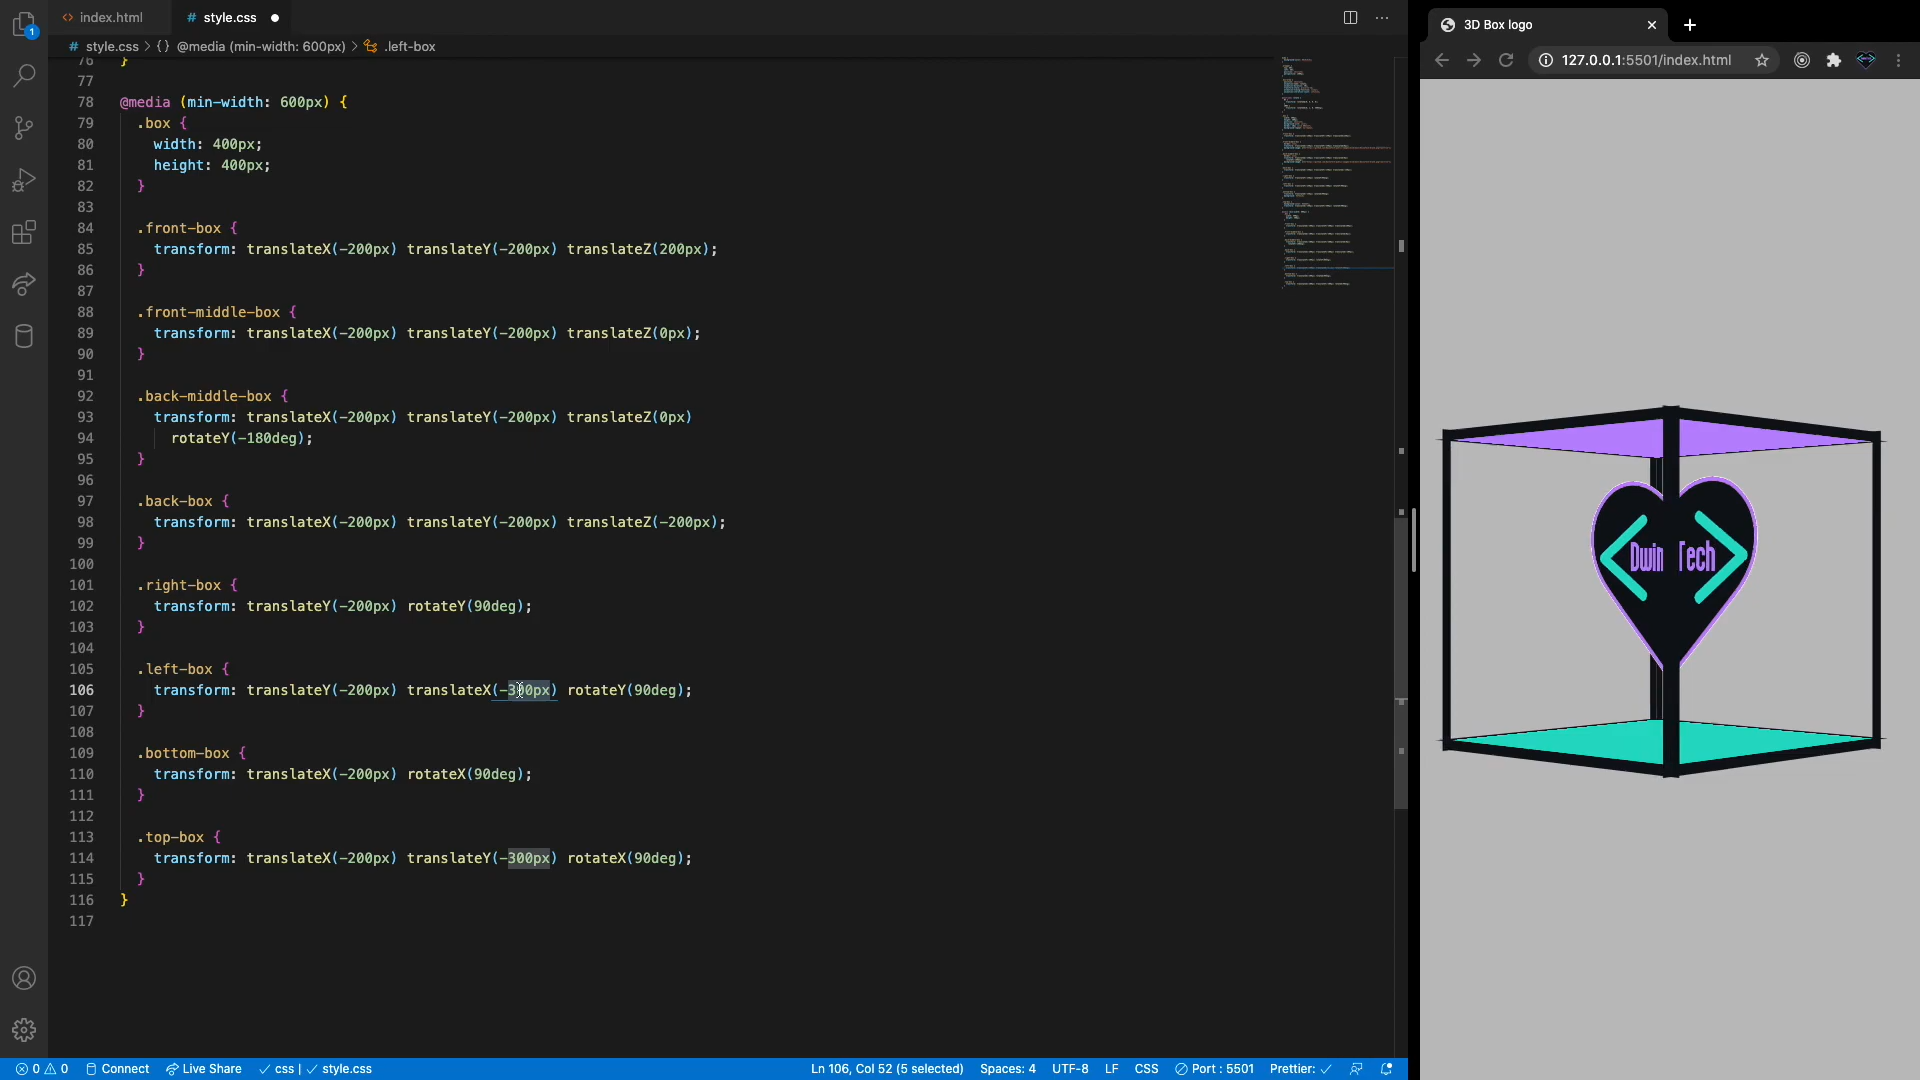 index.html
# style.css
# style.css > {} @media (min-width: 600px) > .left-box
1
76 }
77
78 @media (min-width: 600px) {
79 .box {
80 width: 400px;
81 height: 400px;
82 }
83
84 .front-box {
85 transform: translateX(-200px) translateY(-200px) translateZ(200px);
86 }
87
88 .front-middle-box {
89 transform: translateX(-200px) translateY(-200px) translateZ(0px);
90 }
91
92 .back-middle-box {
93 transform: translateX(-200px) translateY(-200px) translateZ(0px)
94 rotateY(-180deg);
95 }
96
97 .back-box {
98 transform: translateX(-200px) translateY(-200px) translateZ(-200px);
99 }
100
101 .right-box {
102 transform: translateY(-200px) rotateY(90deg);
103 }
104
105 .left-box {
106 transform: translateY(-200px) translateX(-300px) rotateY(90deg);
107 }
108
109 .bottom-box {
110 transform: translateX(-200px) rotateX(90deg);
111 }
112
113 .top-box {
114 transform: translateX(-200px) translateY(-300px) rotateX(90deg);
115 }
116 }
117
0 0 Connect Live Share ✓ css | ✓ style.css
Ln 106, Col 52 (5 selected) Spaces: 4 UTF-8 LF CSS Port : 5501 Prettier: ✓
3D Box logo
127.0.0.1:5501/index.html
Dwin Tech